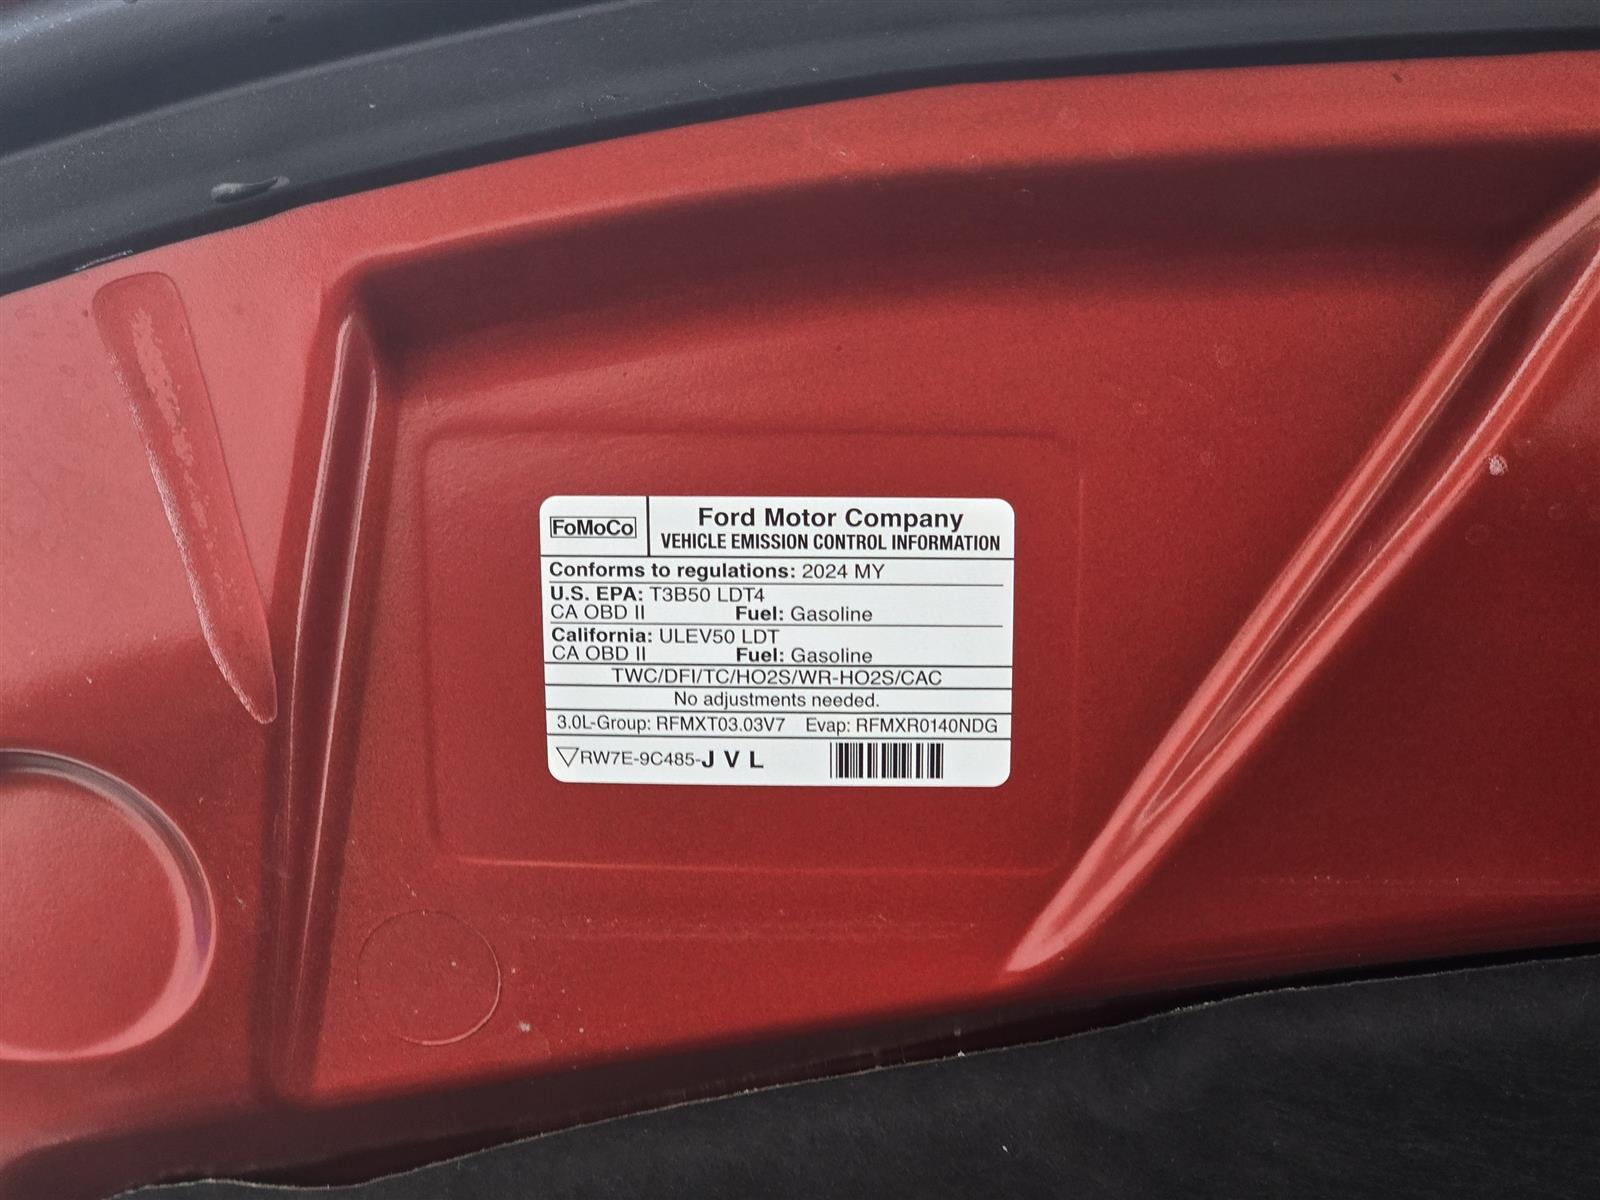 FoMoCo
Ford Motor Company
VEHICLE EMISSION CONTROL INFORMATION
Conforms to regulations: 2024 MY
U.S. EPA: T3B50 LDT4
CA OBD II Fuel: Gasoline
California: ULEV50 LDT
CA OBD II Fuel: Gasoline
TWC/DFI/TC/HO2S/WR-HO2S/CAC
No adjustments needed.
3.0L-Group: RFMXT03.03V7 Evap: RFMXR0140NDG
RW7E-9C485-J V L